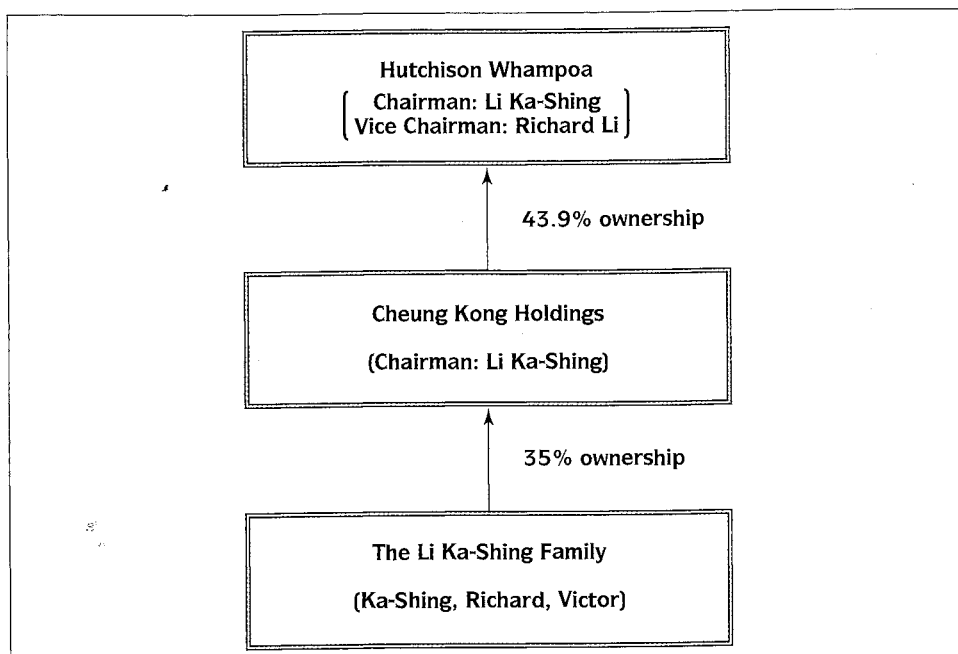 Hutchison Whampoa
(Chairman: Li Ka-Shing
Vice Chairman: Richard Li)
43.9% ownership
Cheung Kong Holdings
(Chairman: Li Ka-Shing)
35% ownership
The Li Ka-Shing Family
(Ka-Shing, Richard, Victor)